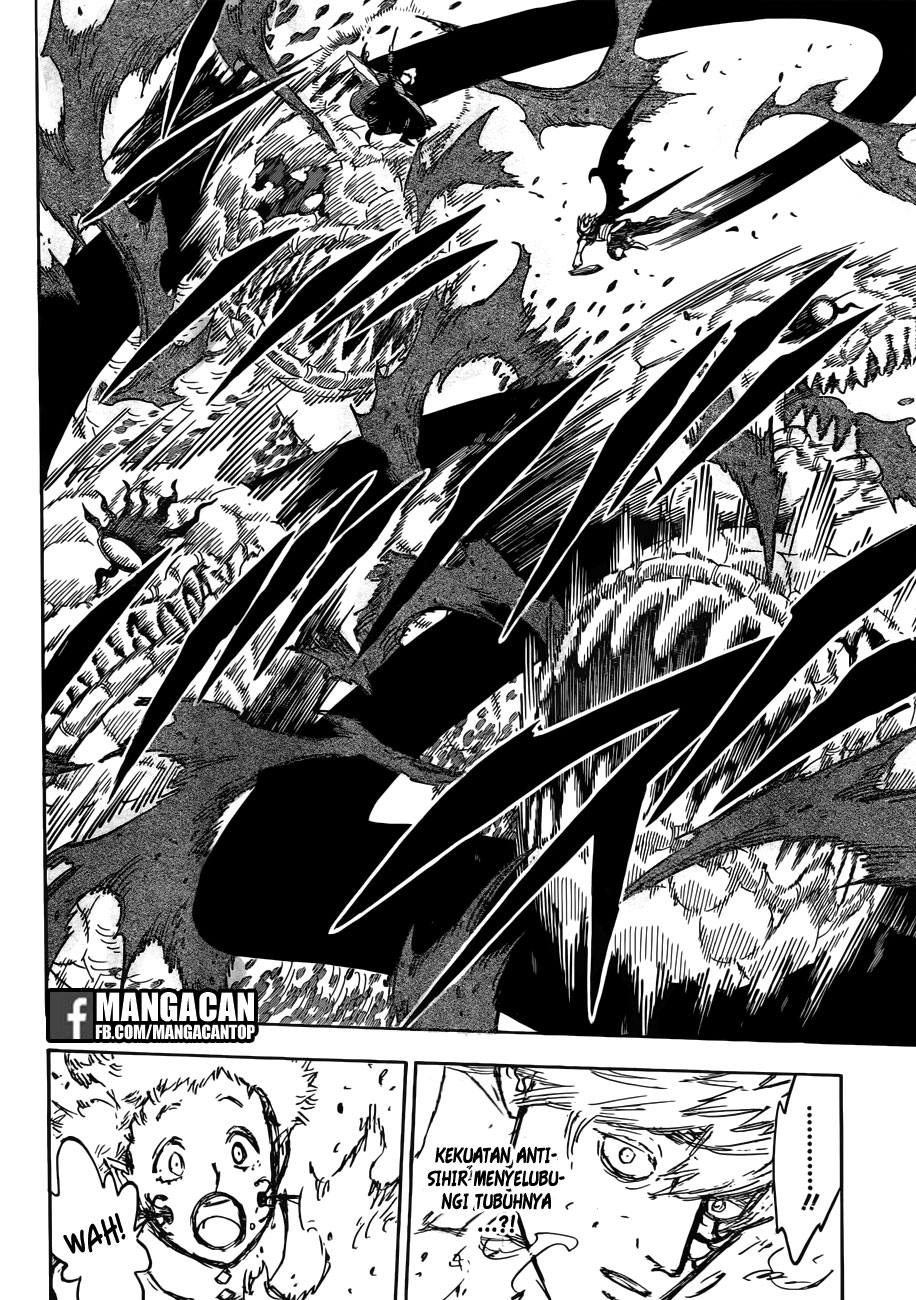 f MANGACAN
FB.COM/MANGACANTOP
..........!!
KEKUATAN ANTI-
SIHIR MENYELUBU-
NGI TUBUHNYA
...?!
WAH!